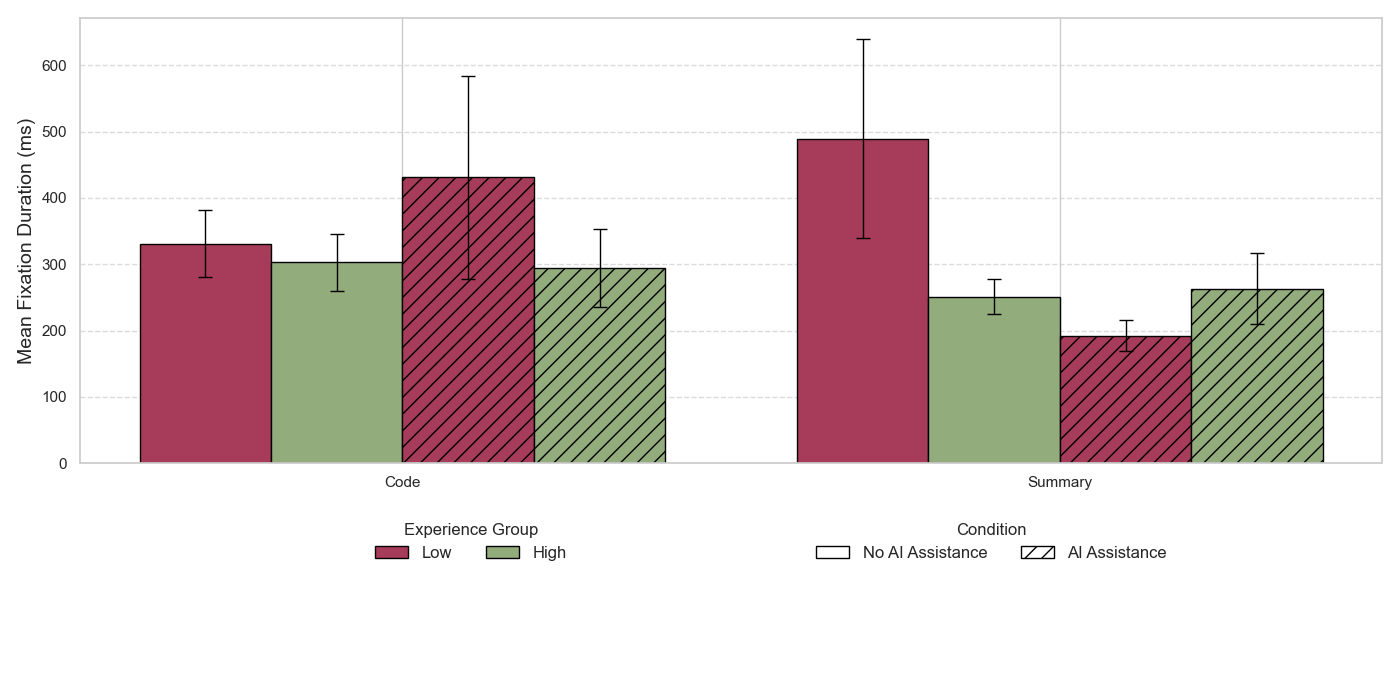 Mean Fixation Duration (ms)
600
500
400
300
200
100
0
Code
Summary
Experience Group
Low
High
Condition
No AI Assistance
AI Assistance